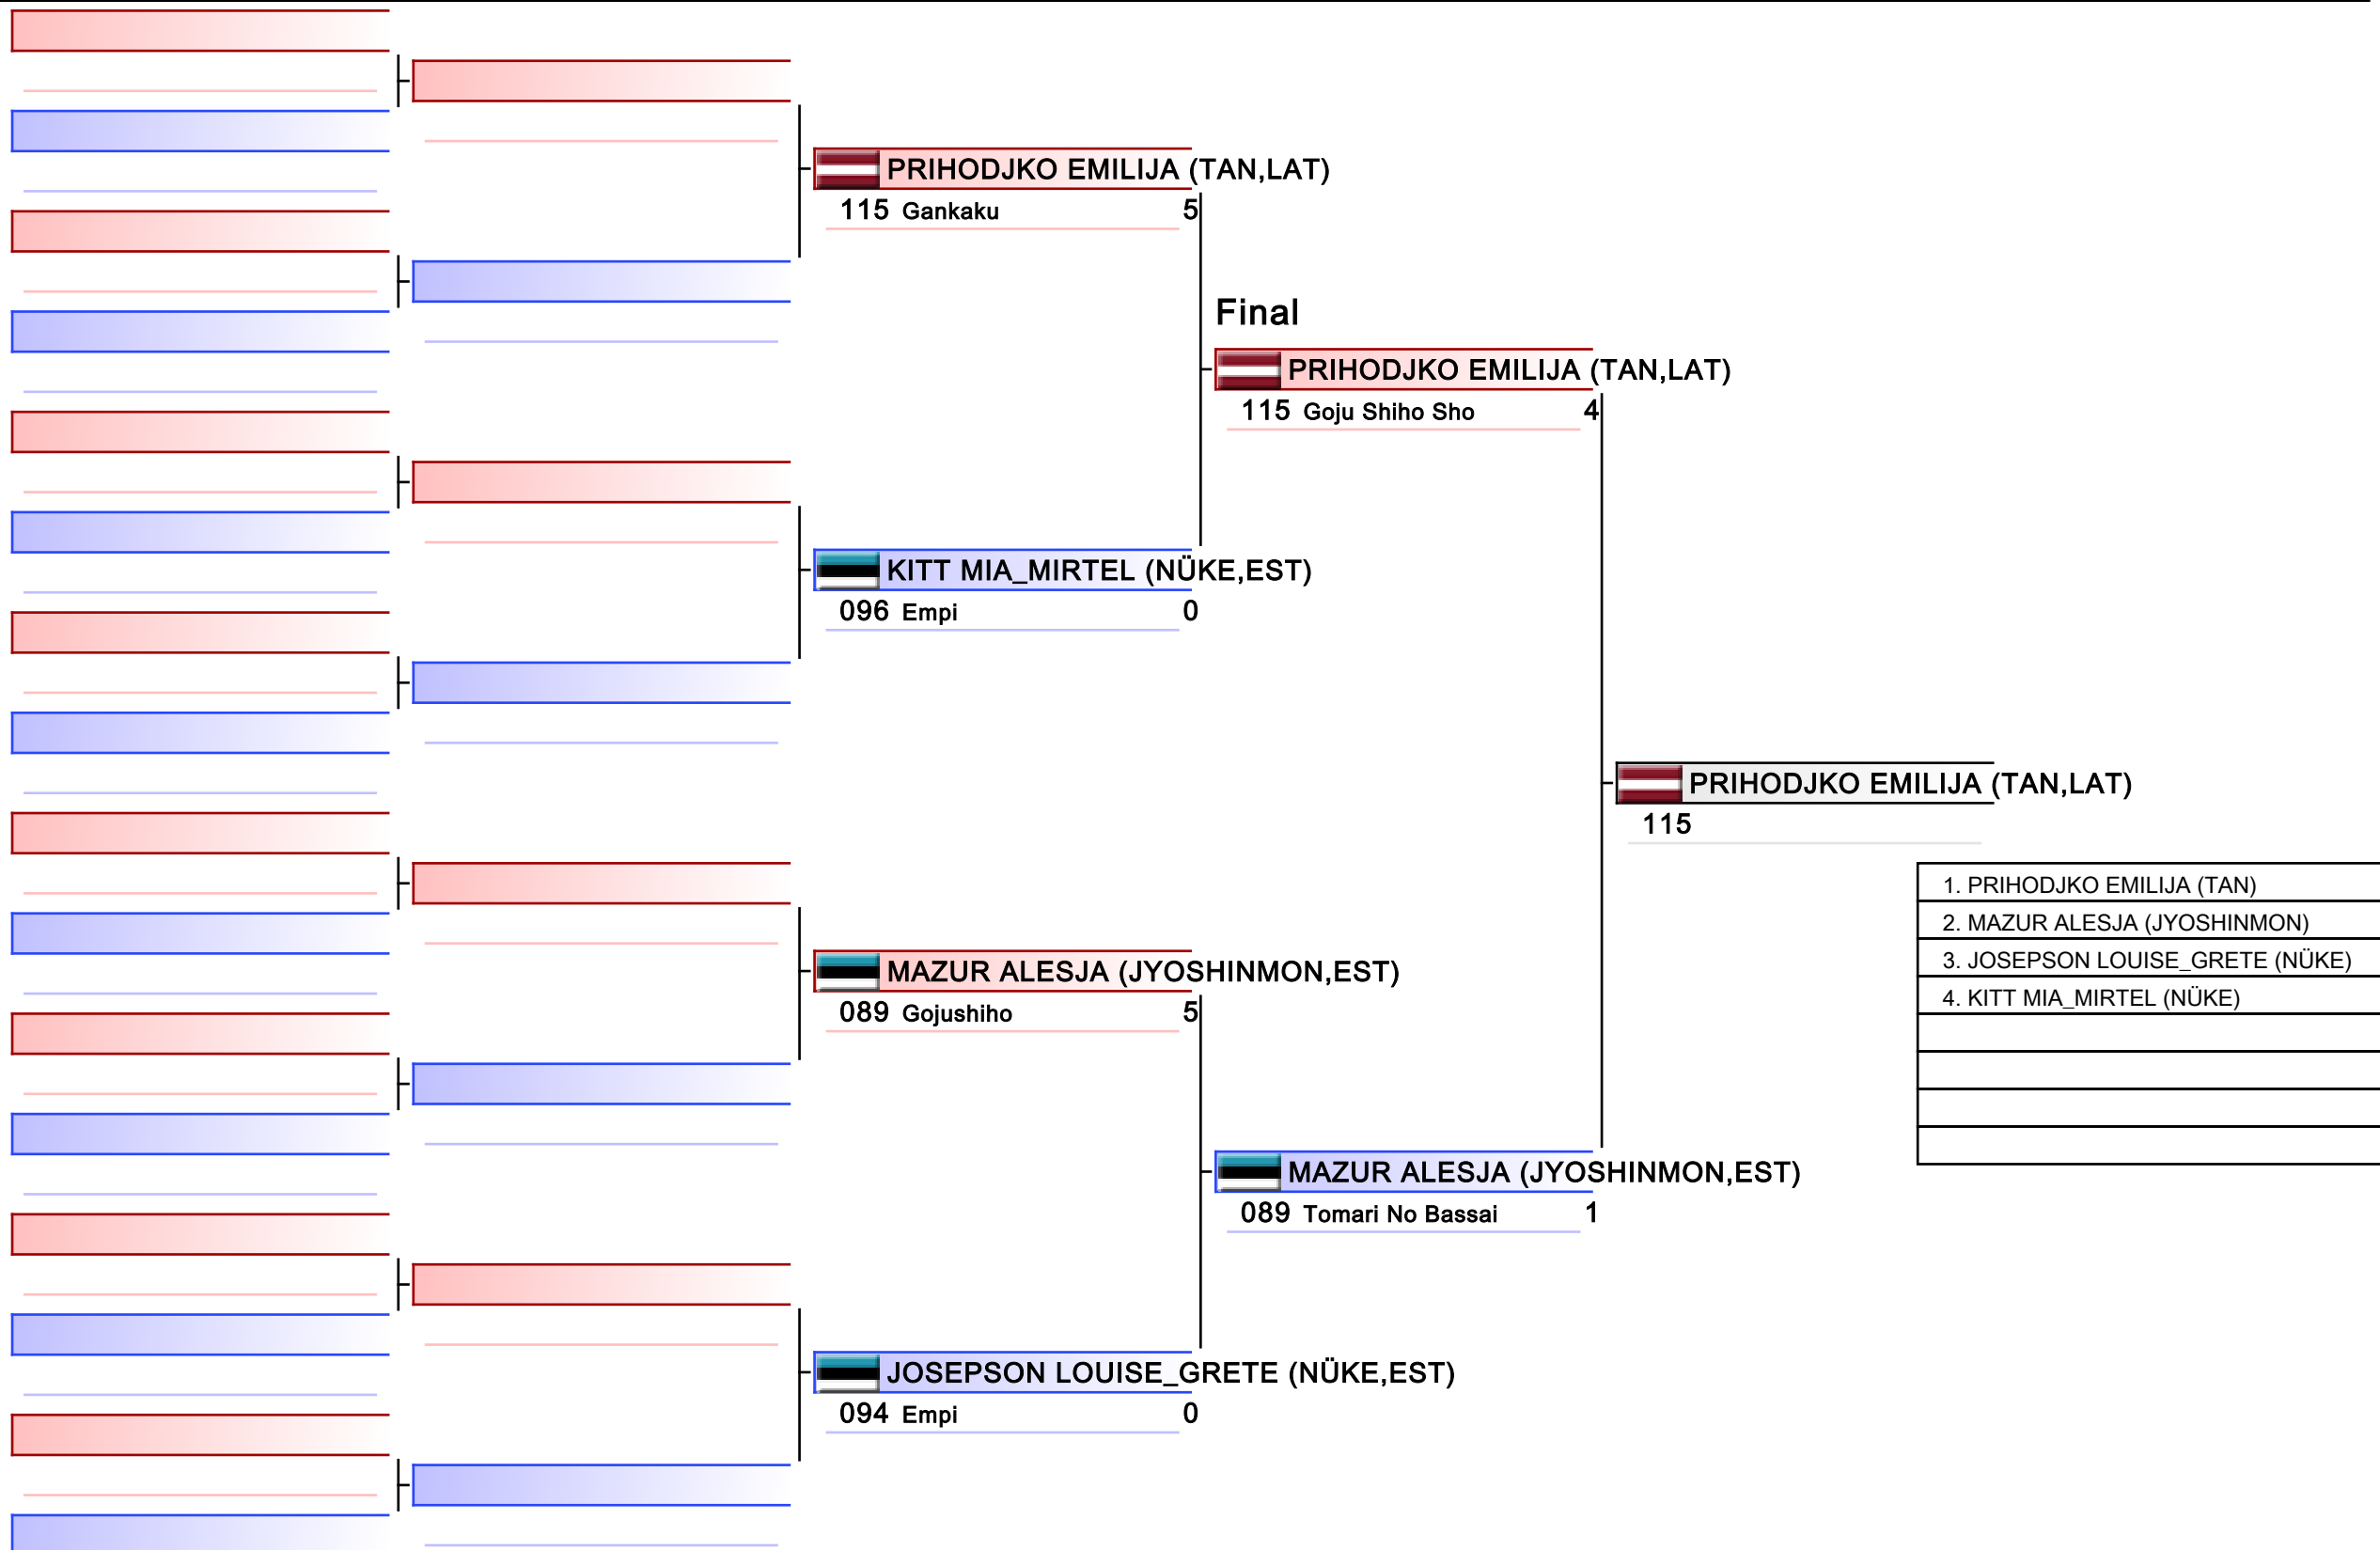 PRIHODJKO EMILIJA (TAN,LAT)
115 Gankaku 5
Final
PRIHODJKO EMILIJA (TAN,LAT)
115 Goju Shiho Sho 4
KITT MIA_MIRTEL (NÜKE,EST)
096 Empi 0
PRIHODJKO EMILIJA (TAN,LAT)
115
1. PRIHODJKO EMILIJA (TAN)
2. MAZUR ALESJA (JYOSHINMON)
3. JOSEPSON LOUISE_GRETE (NÜKE)
4. KITT MIA_MIRTEL (NÜKE)
MAZUR ALESJA (JYOSHINMON,EST)
089 Gojushiho 5
MAZUR ALESJA (JYOSHINMON,EST)
089 Tomari No Bassai 1
JOSEPSON LOUISE_GRETE (NÜKE,EST)
094 Empi 0